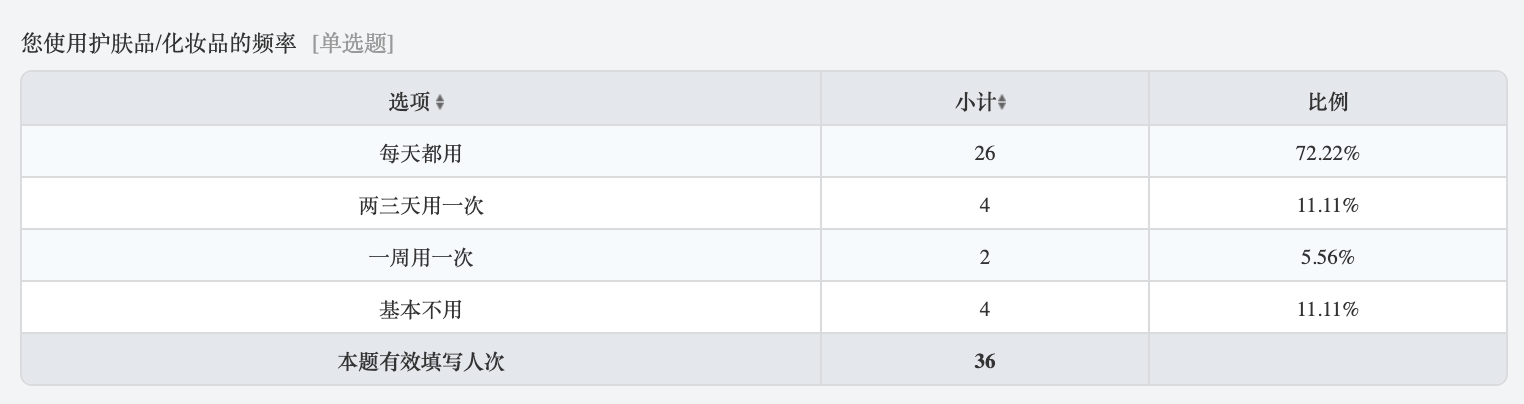 您使用护肤品/化妆品的频率 [单选题]
选项 小计 比例
每天都用 26 72.22%
两三天用一次 4 11.11%
一周用一次 2 5.56%
基本不用 4 11.11%
本题有效填写人次 36